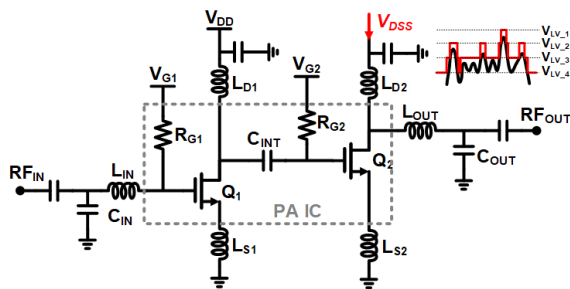 VDD
VDSS
VLV_1
VLV_2
VLV_3
VLV_4
LD1
LD2
VG1
VG2
LOUT
RFOUT
RG1
RG2
CINT
COUT
RFIN
LIN
CIN
Q1
Q2
PA IC
LS1
LS2